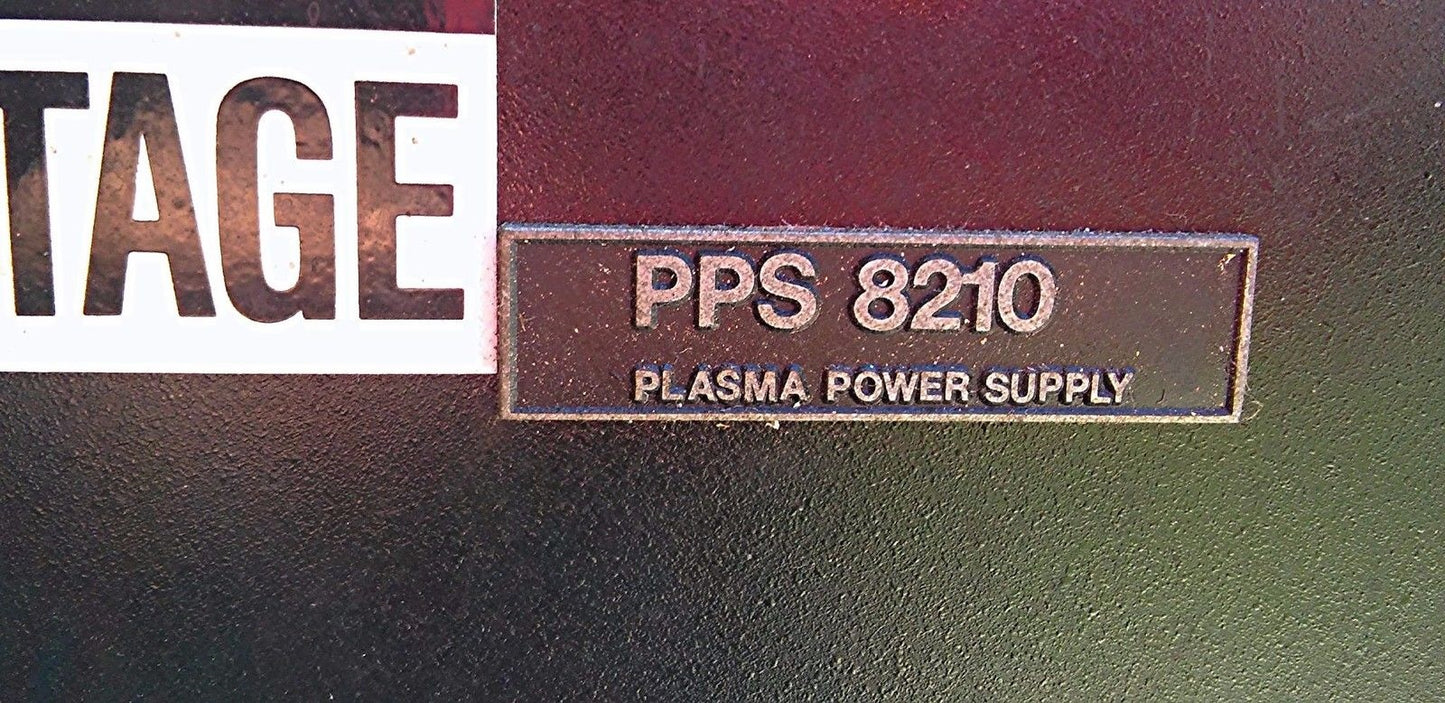 TAGE
PPS 8210
PLASMA POWER SUPPLY